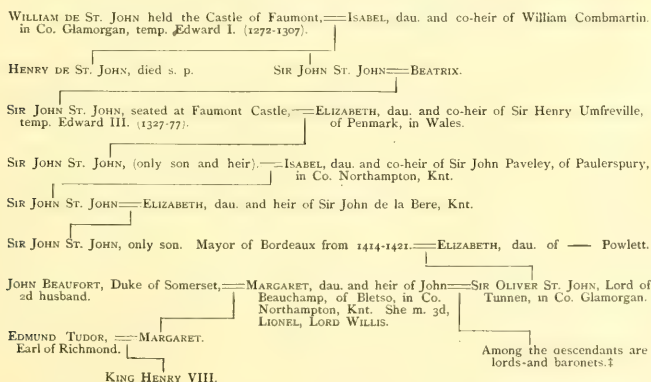 WILLIAM DE ST. JOHN held the Castle of Faumont,══ISABEL, dau. and co-heir of William Combmartin.
in Co. Glamorgan, temp. Edward I. (1272-1307).
HENRY DE ST. JOHN, died s. p. SIR JOHN ST. JOHN══BEATRIX.
SIR JOHN ST. JOHN, seated at Faumont Castle,══ELIZABETH, dau. and co-heir of Sir Henry Umfreville,
temp. Edward III. (1327-77). of Penmark, in Wales.
SIR JOHN ST. JOHN, (only son and heir).══ISABEL, dau. and co-heir of Sir John Paveley, of Paulerspury,
in Co. Northampton, Knt.
SIR JOHN ST. JOHN══ELIZABETH, dau. and heir of Sir John de la Bere, Knt.
SIR JOHN ST. JOHN, only son. Mayor of Bordeaux from 1414-1421.══ELIZABETH, dau. of — Powlett.
JOHN BEAUFORT, Duke of Somerset,══MARGARET, dau. and heir of John══SIR OLIVER ST. JOHN, Lord of
2d husband. Beauchamp, of Bletso, in Co. Tunnen, in Co. Glamorgan.
Northampton, Knt. She m. 3d,
LIONEL, LORD WILLIS.
EDMUND TUDOR,══MARGARET.
Earl of Richmond.
Among the descendants are
lords and baronets.‡
KING HENRY VIII.